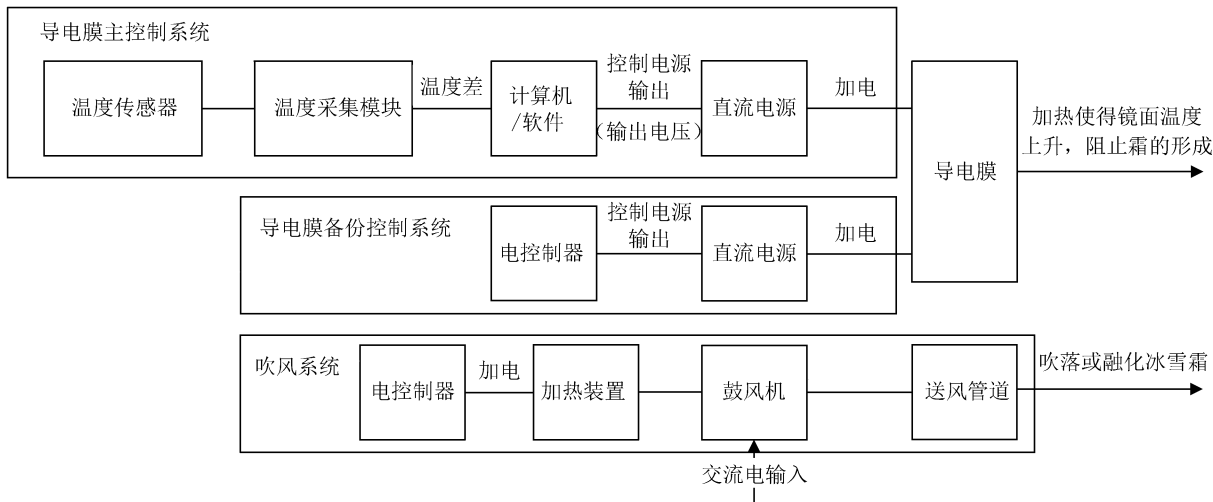 导电膜主控制系统
温度传感器
温度采集模块
温度差
计算机
/软件
控制电源
输出
（输出电压）
直流电源
加电
导电膜
加热使得镜面温度
上升，阻止霜的形成
导电膜备份控制系统
电控制器
控制电源
输出
直流电源
加电
吹风系统
电控制器
加电
加热装置
鼓风机
送风管道
吹落或融化冰雪霜
交流电输入